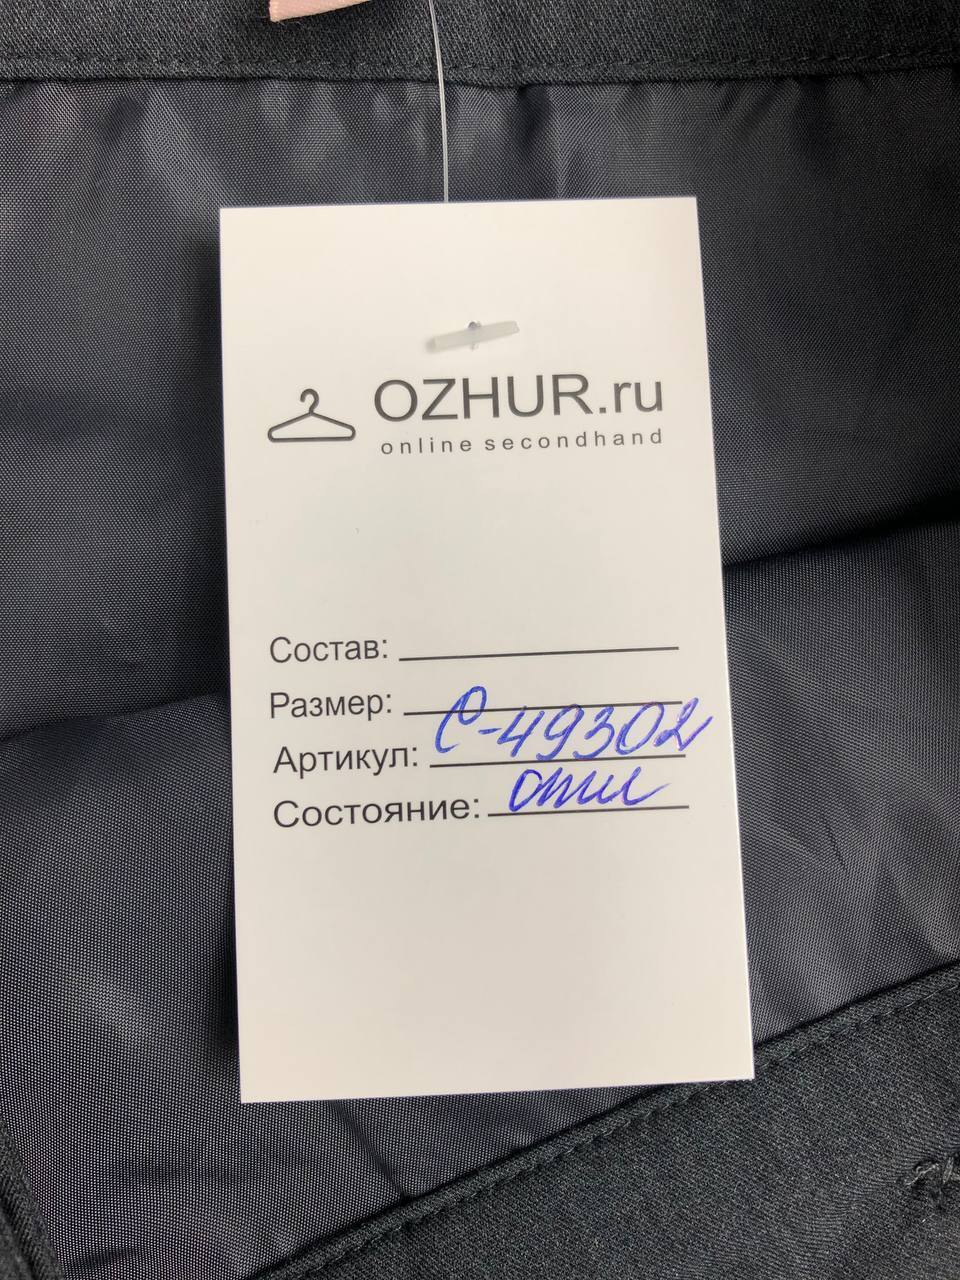 OZHUR.ru
online secondhand
Состав:
Размер:
Артикул: С-49302
Состояние: отл